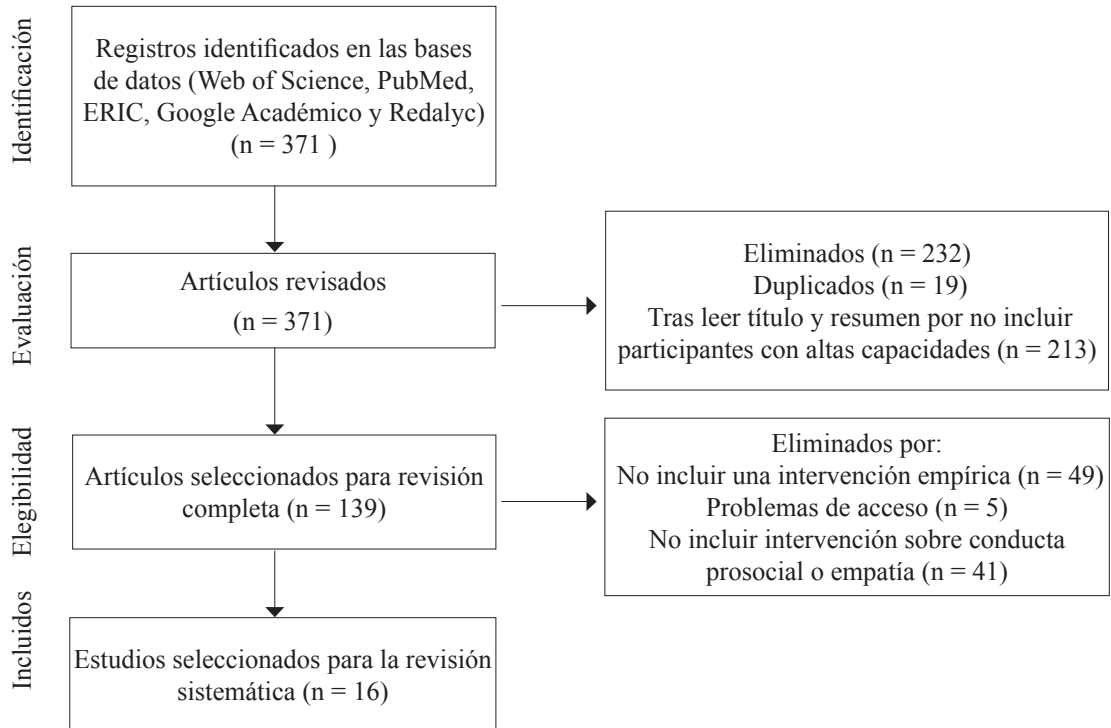 Identificación
Registros identificados en las bases
de datos (Web of Science, PubMed,
ERIC, Google Académico y Redalyc)
(n = 371 )
Evaluación
Artículos revisados
(n = 371)
Eliminados (n = 232)
Duplicados (n = 19)
Tras leer título y resumen por no incluir
participantes con altas capacidades (n = 213)
Elegibilidad
Artículos seleccionados para revisión
completa (n = 139)
Eliminados por:
No incluir una intervención empírica (n = 49)
Problemas de acceso (n = 5)
No incluir intervención sobre conducta
prosocial o empatía (n = 41)
Incluidos
Estudios seleccionados para la revisión
sistemática (n = 16)